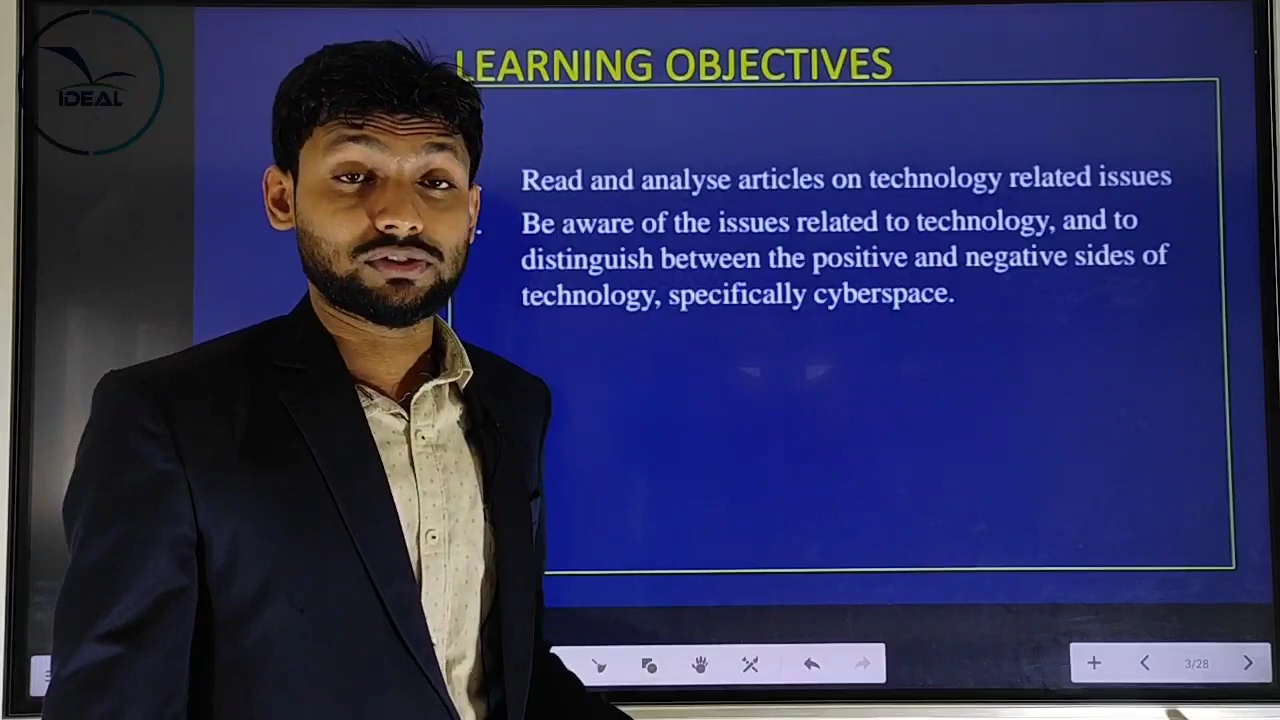 IDEAL
LEARNING OBJECTIVES
Read and analyse articles on technology related issues
. Be aware of the issues related to technology, and to
distinguish between the positive and negative sides of
technology, specifically cyberspace.
3/28